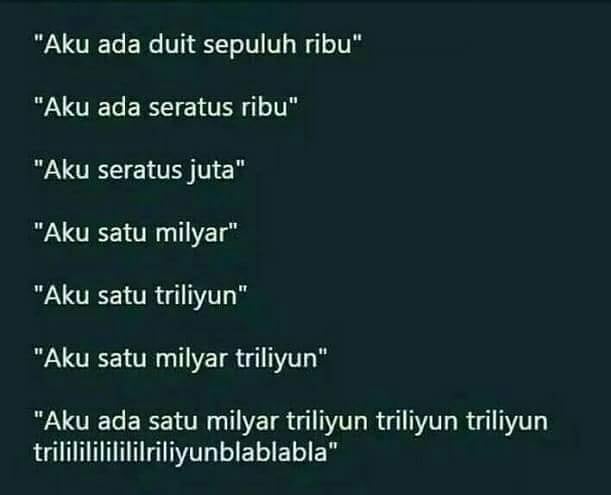 "Aku ada duit sepuluh ribu"
"Aku ada seratus ribu"
"Aku seratus juta"
"Aku satu milyar"
"Aku satu triliyun"
"Aku satu milyar triliyun"
"Aku ada satu milyar triliyun triliyun triliyun
trilililililililriliyunblablabla"